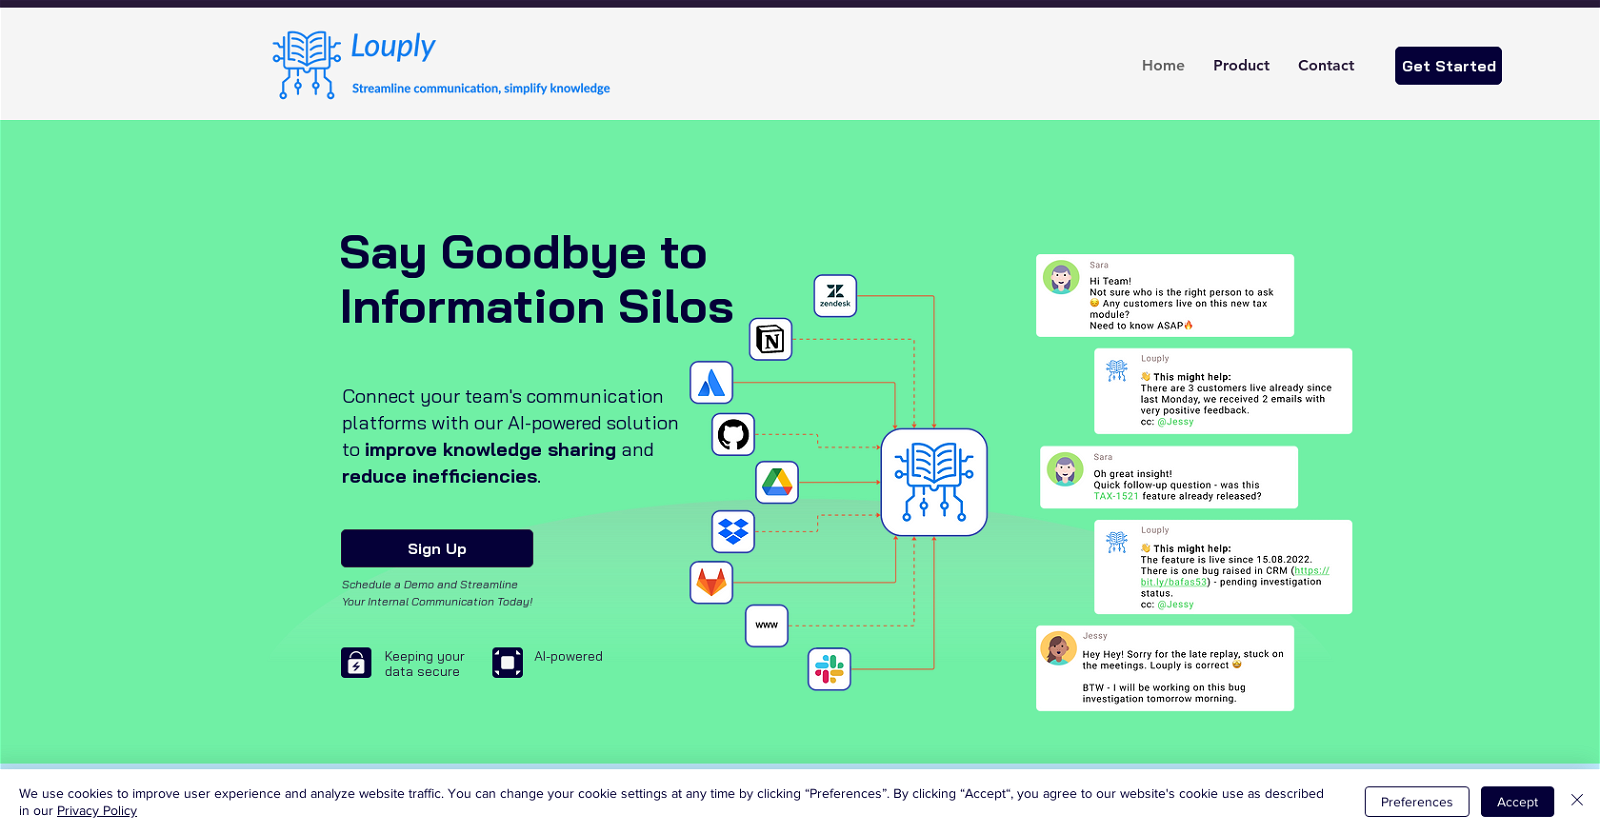 Louply
Streamline communication, simplify knowledge
Home
Product
Contact
Get Started
Say Goodbye to
Information Silos
Connect your team's communication
platforms with our AI-powered solution
to improve knowledge sharing and
reduce inefficiencies.
Sign Up
Schedule a Demo and Streamline
Your Internal Communication Today!
Keeping your
data secure
AI-powered
zendesk
N
www
Sara
Hi Team!
Not sure who is the right person to ask
😔 Any customers live on this new tax
module?
Need to know ASAP🔥
Louply
👋 This might help:
There are 3 customers live already since
last Monday, we received 2 emails with
very positive feedback.
cc: @Jessy
Sara
Oh great insight!
Quick follow-up question - was this
TAX-1521 feature already released?
Louply
👋 This might help:
The feature is live since 15.08.2022.
There is one bug raised in CRM (https://
bit.ly/bafas53) - pending investigation
status.
cc: @Jessy
Jessy
Hey Hey! Sorry for the late replay, stuck on
the meetings. Louply is correct 🤩
BTW - I will be working on this bug
investigation tomorrow morning.
We use cookies to improve user experience and analyze website traffic. You can change your cookie settings at any time by clicking “Preferences”. By clicking “Accept“, you agree to our website's cookie use as described
in our Privacy Policy
Preferences
Accept